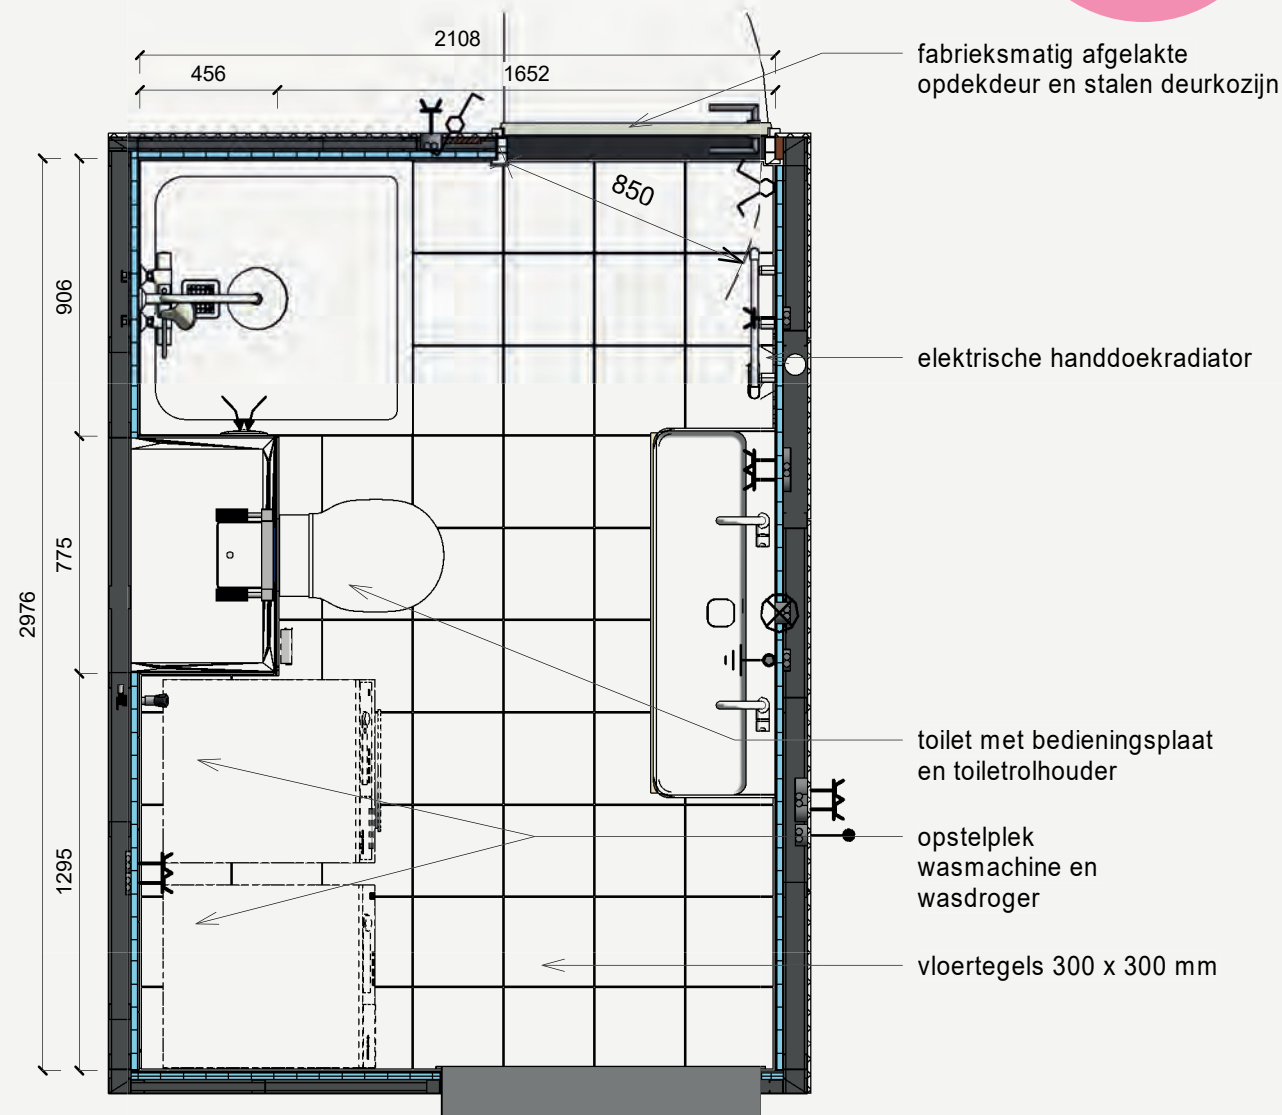 2108
456
1652
fabrieksmatig afgelakte
opdekdeur en stalen deurkozijn
850
906
elektrische handdoekradiator
775
2976
toilet met bedieningsplaat
en toiletrolhouder
opstelplek
wasmachine en
wasdroger
1295
vloertegels 300 x 300 mm